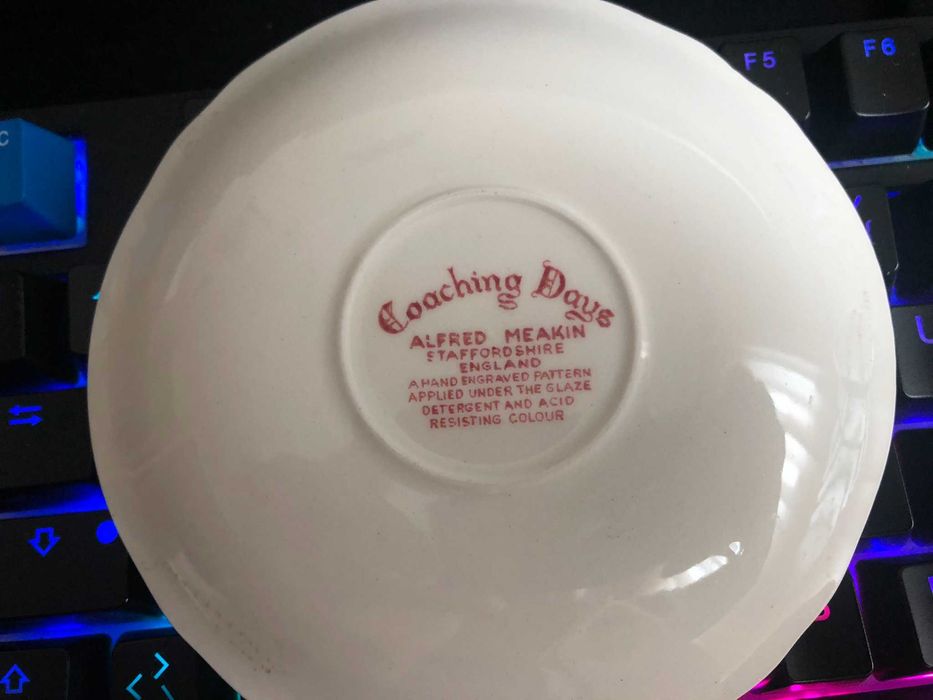 F5
F6
C
Coaching Days
ALFRED MEAKIN
STAFFORDSHIRE
ENGLAND
A HAND ENGRAVED PATTERN
APPLIED UNDER THE GLAZE
DETERGENT AND ACID
RESISTING COLOUR